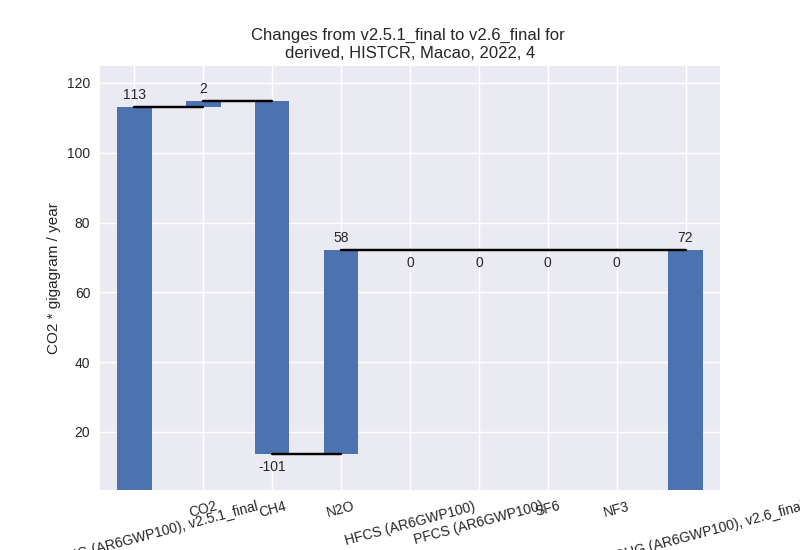 Changes from v2.5.1_final to v2.6_final for
derived, HISTCR, Macao, 2022, 4
CO2 * gigagram / year
120
100
80
60
40
20
113
2
-101
58
0
0
0
0
72
(AR6GWP100), v2.5.1_final
CO2
CH4
N2O
HFCS (AR6GWP100)
PFCS (AR6GWP100)
SF6
NF3
(AR6GWP100), v2.6_final